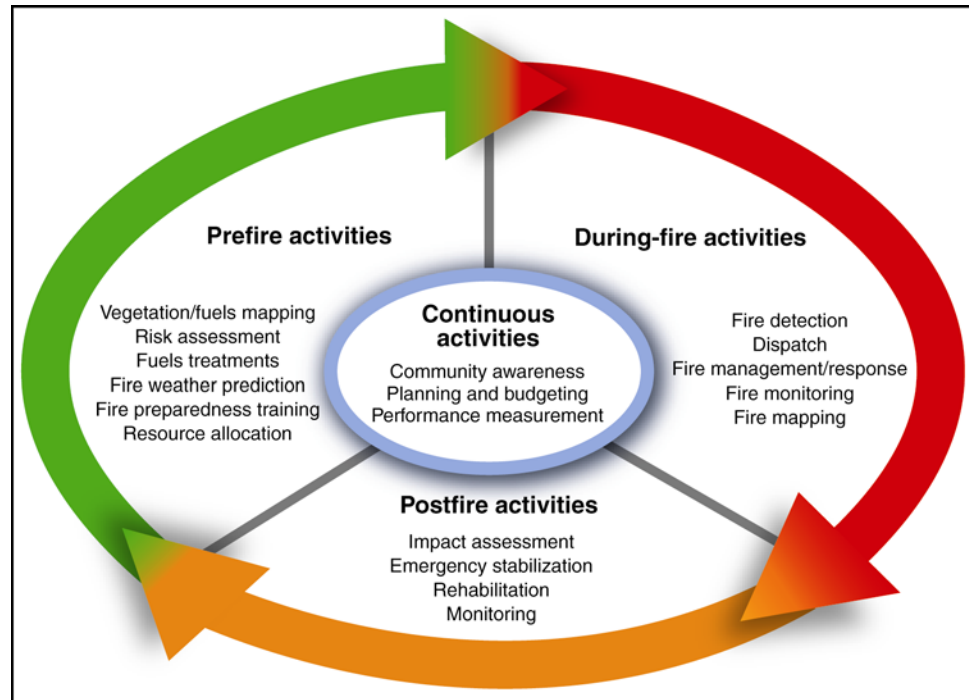 Prefire activities
Vegetation/fuels mapping
Risk assessment
Fuels treatments
Fire weather prediction
Fire preparedness training
Resource allocation
During-fire activities
Fire detection
Dispatch
Fire management/response
Fire monitoring
Fire mapping
Continuous
activities
Community awareness
Planning and budgeting
Performance measurement
Postfire activities
Impact assessment
Emergency stabilization
Rehabilitation
Monitoring